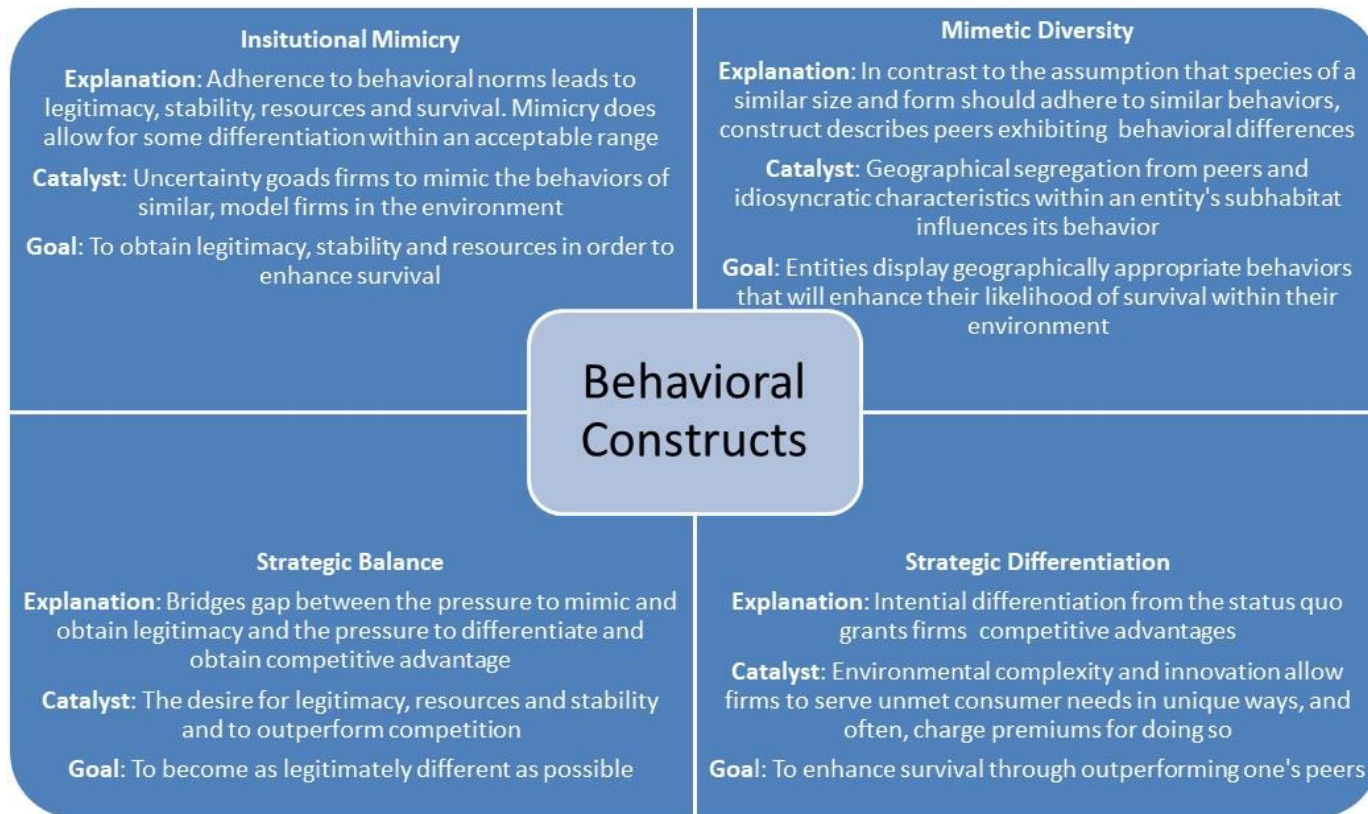 Insitutional Mimicry
Explanation: Adherence to behavioral norms leads to
legitimacy, stability, resources and survival. Mimicry does
allow for some differentiation within an acceptable range
Catalyst: Uncertainty goads firms to mimic the behaviors of
similar, model firms in the environment
Goal: To obtain legitimacy, stability and resources in order to
enhance survival
Mimetic Diversity
Explanation: In contrast to the assumption that species of a
similar size and form should adhere to similar behaviors,
construct describes peers exhibiting behavioral differences
Catalyst: Geographical segregation from peers and
idiosyncratic characteristics within an entity's subhabitat
influences its behavior
Goal: Entities display geographically appropriate behaviors
that will enhance their likelihood of survival within their
environment
Behavioral
Constructs
Strategic Balance
Explanation: Bridges gap between the pressure to mimic and
obtain legitimacy and the pressure to differentiate and
obtain competitive advantage
Catalyst: The desire for legitimacy, resources and stability
and to outperform competition
Goal: To become as legitimately different as possible
Strategic Differentiation
Explanation: Intential differentiation from the status quo
grants firms competitive advantages
Catalyst: Environmental complexity and innovation allow
firms to serve unmet consumer needs in unique ways, and
often, charge premiums for doing so
Goal: To enhance survival through outperforming one's peers